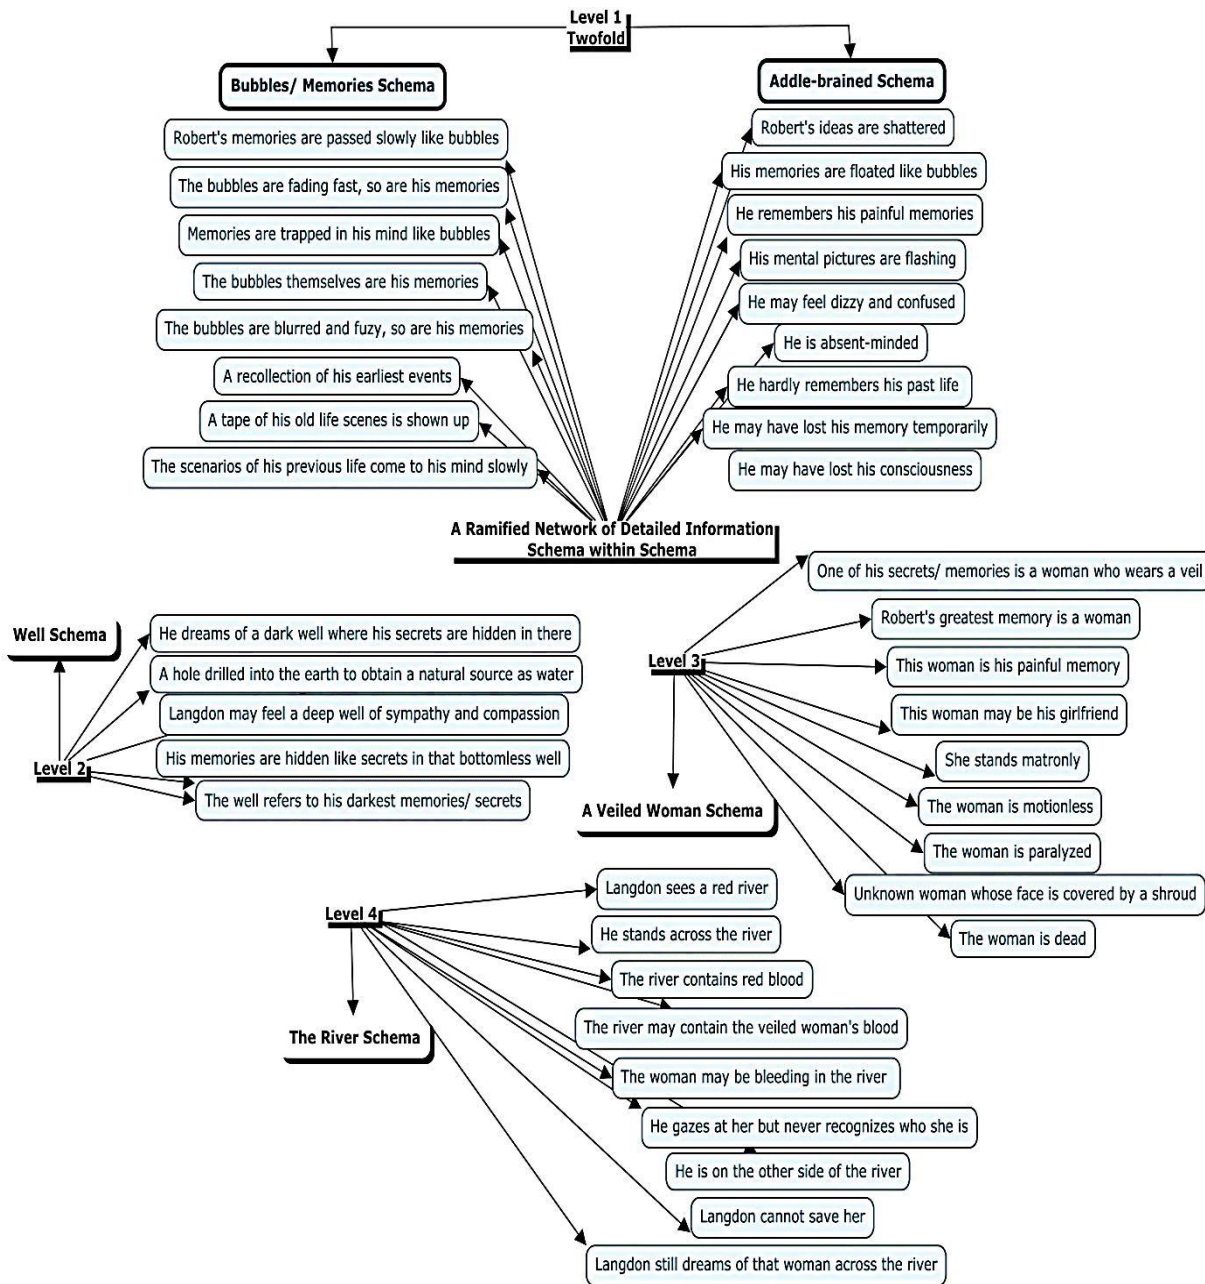 Level 1
Twofold
Bubbles/ Memories Schema
Robert's memories are passed slowly like bubbles
The bubbles are fading fast, so are his memories
Memories are trapped in his mind like bubbles
The bubbles themselves are his memories
The bubbles are blurred and fuzy, so are his memories
A recollection of his earliest events
A tape of his old life scenes is shown up
The scenarios of his previous life come to his mind slowly
Addle-brained Schema
Robert's ideas are shattered
His memories are floated like bubbles
He remembers his painful memories
His mental pictures are flashing
He may feel dizzy and confused
He is absent-minded
He hardly remembers his past life
He may have lost his memory temporarily
He may have lost his consciousness
A Ramified Network of Detailed Information
Schema within Schema
Well Schema
Level 2
He dreams of a dark well where his secrets are hidden in there
A hole drilled into the earth to obtain a natural source as water
Langdon may feel a deep well of sympathy and compassion
His memories are hidden like secrets in that bottomless well
The well refers to his darkest memories/ secrets
Level 3
A Veiled Woman Schema
One of his secrets/ memories is a woman who wears a veil
Robert's greatest memory is a woman
This woman is his painful memory
This woman may be his girlfriend
She stands matronly
The woman is motionless
The woman is paralyzed
Unknown woman whose face is covered by a shroud
The woman is dead
Level 4
The River Schema
Langdon sees a red river
He stands across the river
The river contains red blood
The river may contain the veiled woman's blood
The woman may be bleeding in the river
He gazes at her but never recognizes who she is
He is on the other side of the river
Langdon cannot save her
Langdon still dreams of that woman across the river